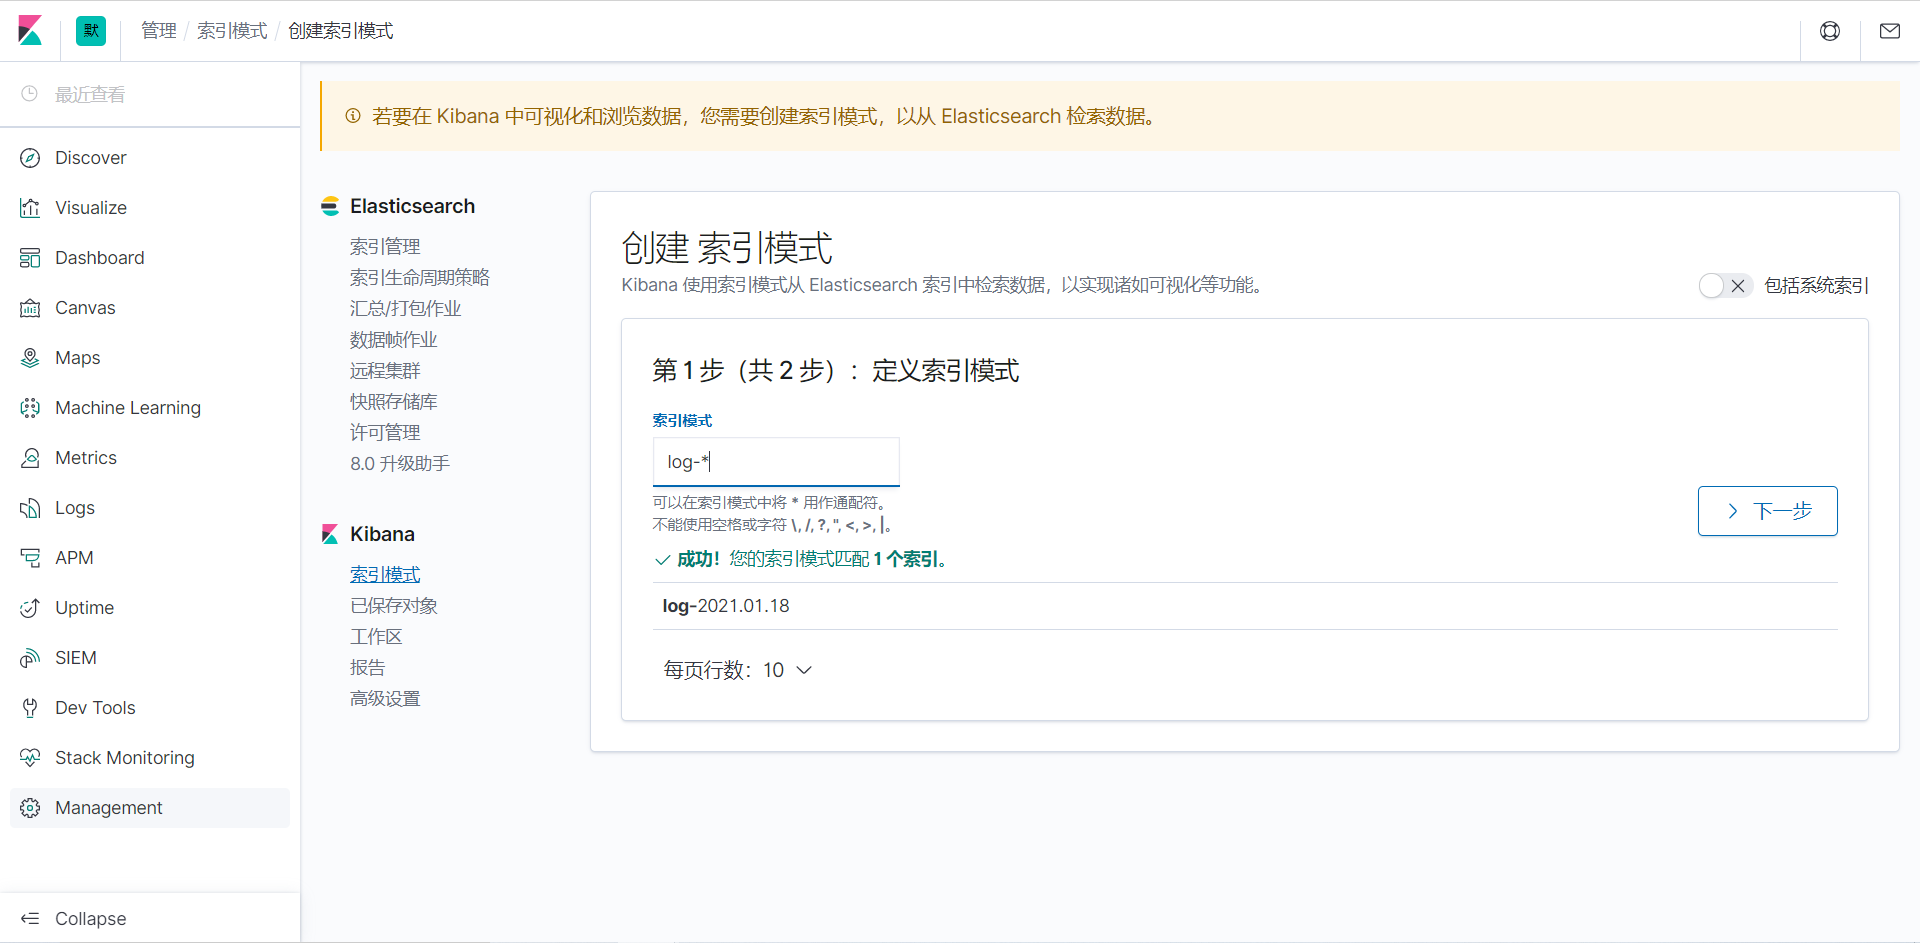 默
管理 / 索引模式 / 创建索引模式
最近查看
Discover
Visualize
Dashboard
Canvas
Maps
Machine Learning
Metrics
Logs
APM
Uptime
SIEM
Dev Tools
Stack Monitoring
Management
Collapse
若要在 Kibana 中可视化和浏览数据，您需要创建索引模式，以从 Elasticsearch 检索数据。
Elasticsearch
索引管理
索引生命周期策略
汇总/打包作业
数据帧作业
远程集群
快照存储库
许可管理
8.0 升级助手
Kibana
索引模式
已保存对象
工作区
报告
高级设置
创建 索引模式
Kibana 使用索引模式从 Elasticsearch 索引中检索数据，以实现诸如可视化等功能。
包括系统索引
第 1 步（共 2 步）：定义索引模式
索引模式
log-*
可以在索引模式中将 * 用作通配符。
不能使用空格或字符 \, /, ?, ", <, >, |。
下一步
成功！您的索引模式匹配 1 个索引。
log-2021.01.18
每页行数：10